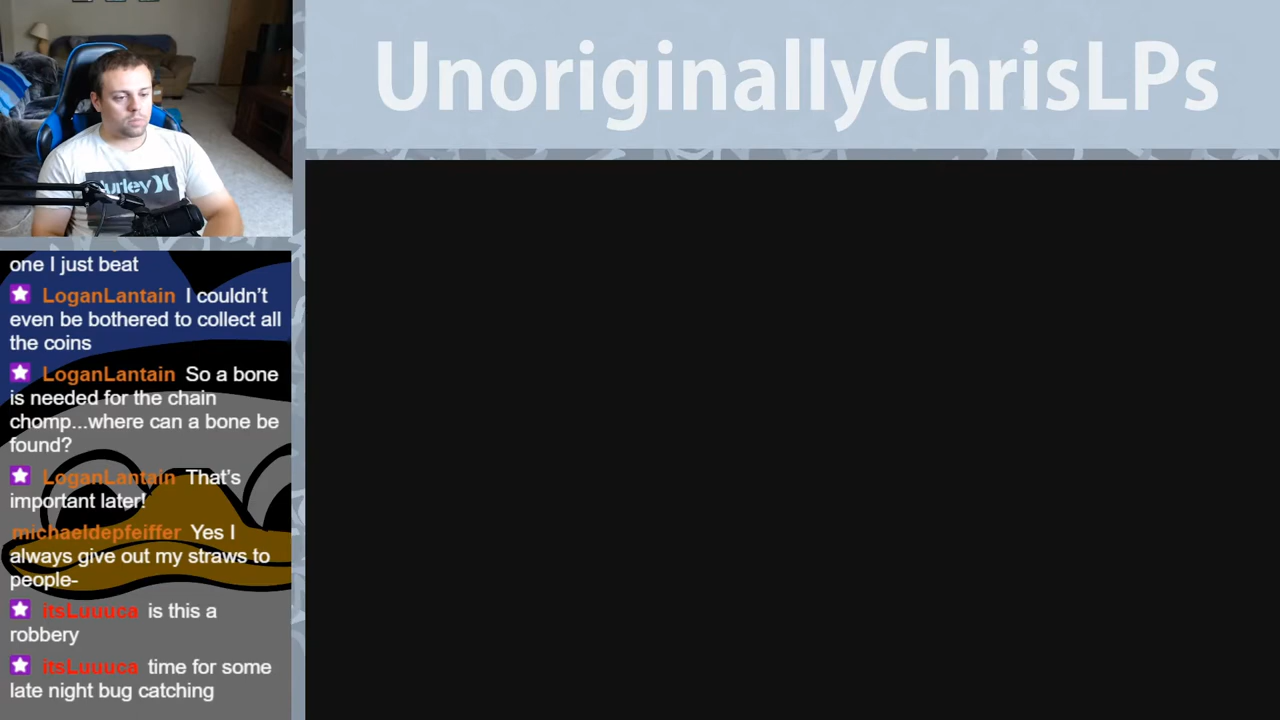 UnoriginallyChrisLPs
Hurley
one I just beat
LoganLantain I couldn't
even be bothered to collect all
the coins
LoganLantain So a bone
is needed for the chain
chomp...where can a bone be
found?
LoganLantain That's
important later!
michaeldepfeiffer Yes I
always give out my straws to
people-
itsLuuuca is this a
robbery
itsLuuuca time for some
late night bug catching